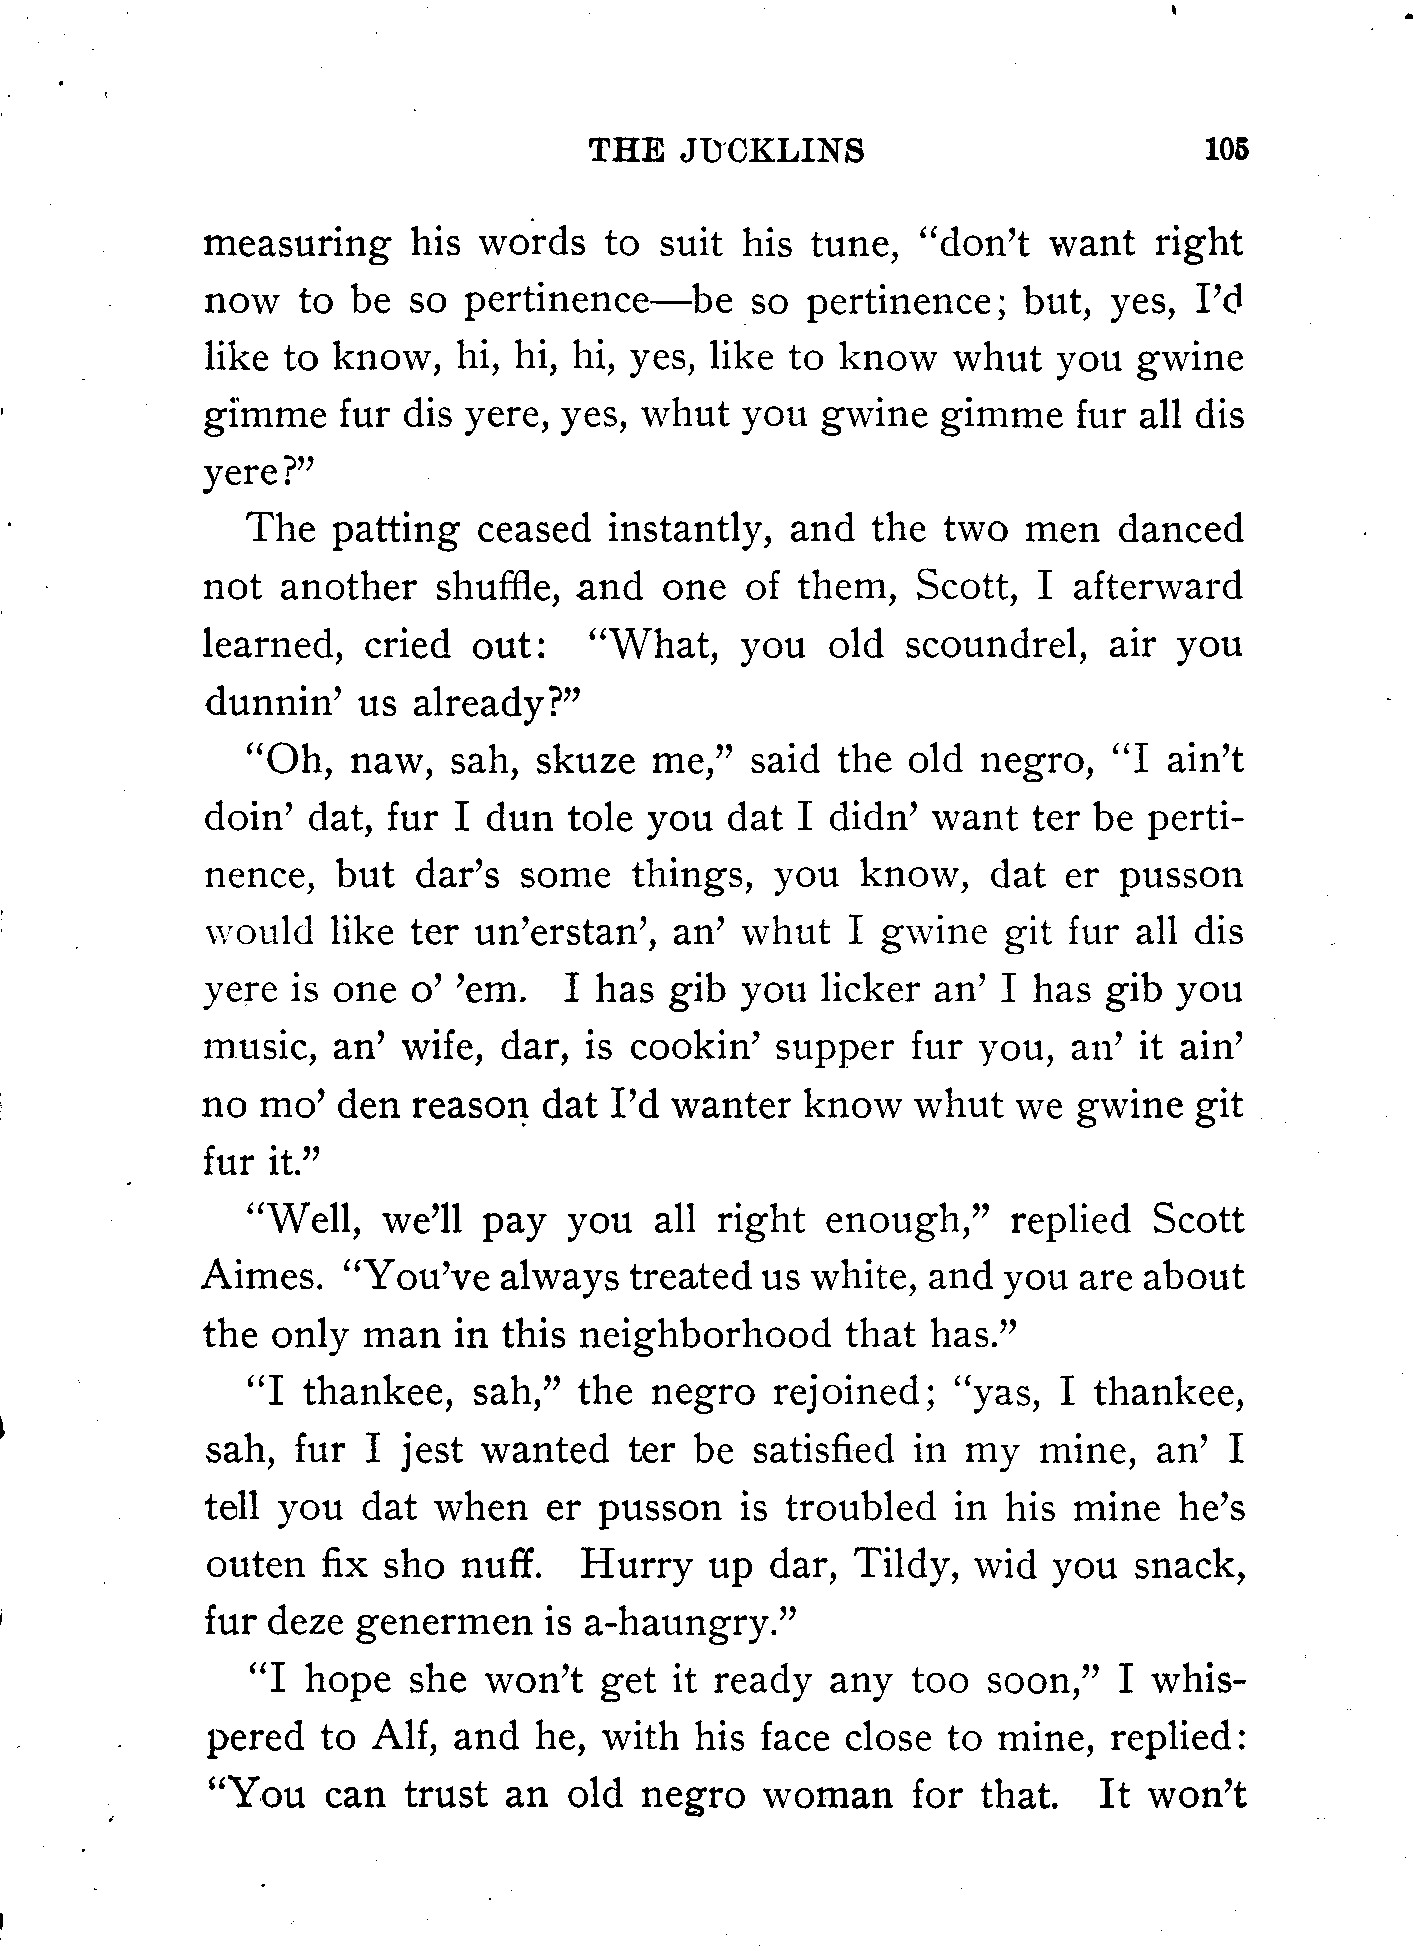 THE JUCKLINS 105
measuring his words to suit his tune, “don’t want right
now to be so pertinence—be so pertinence; but, yes, I’d
like to know, hi, hi, hi, yes, like to know whut you gwine
gimme fur dis yere, yes, whut you gwine gimme fur all dis
yere?”
The patting ceased instantly, and the two men danced
not another shuffle, and one of them, Scott, I afterward
learned, cried out: “What, you old scoundrel, air you
dunnin’ us already?”
“Oh, naw, sah, skuze me,” said the old negro, “I ain’t
doin’ dat, fur I dun tole you dat I didn’ want ter be perti-
nence, but dar’s some things, you know, dat er pusson
would like ter un’erstan’, an’ whut I gwine git fur all dis
yere is one o’ ’em. I has gib you licker an’ I has gib you
music, an’ wife, dar, is cookin’ supper fur you, an’ it ain’
no mo’ den reason dat I’d wanter know whut we gwine git
fur it.”
“Well, we’ll pay you all right enough,” replied Scott
Aimes. “You’ve always treated us white, and you are about
the only man in this neighborhood that has.”
“I thankee, sah,” the negro rejoined; “yas, I thankee,
sah, fur I jest wanted ter be satisfied in my mine, an’ I
tell you dat when er pusson is troubled in his mine he’s
outen fix sho nuff. Hurry up dar, Tildy, wid you snack,
fur deze genermen is a-haungry.”
“I hope she won’t get it ready any too soon,” I whis-
pered to Alf, and he, with his face close to mine, replied:
“You can trust an old negro woman for that. It won’t